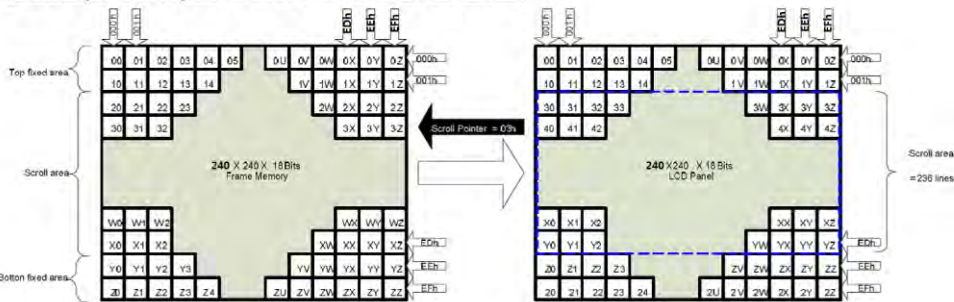 000h 001h EDh EEh EFh 000h 001h EDh EEh EFh
00 01 02 03 04 05 0U 0V 0W 0X 0Y 0Z 000h 00 01 02 03 04 05 0U 0V 0W 0X 0Y 0Z 000h
Top fixed area
10 11 12 13 14 1V 1W 1X 1Y 1Z 001h 10 11 12 13 14 1V 1W 1X 1Y 1Z 001h
20 21 22 23 2W 2X 2Y 2Z 30 31 32 33 3W 3X 3Y 3Z
30 31 32 3X 3Y 3Z Scroll Pointer = 03h 40 41 42 4X 4Y 4Z
Scroll area
240 X 240 X 18Bits
Frame Memory
240 X240 . X 18Bits
LCD Panel
Scroll area
=236 lines
W0 W1 W2 WX WY WZ X0 X1 X2 XX XY XZ
X0 X1 X2 XW XX XY XZ EDh Y0 Y1 Y2 YW YX YY YZ EDh
Botton fixed area
Y0 Y1 Y2 Y3 YV YW YX YY YZ EEh Z0 Z1 Z2 Z3 ZV ZW ZX ZY ZZ EEh
Z0 Z1 Z2 Z3 Z4 ZU ZV ZW ZX ZY ZZ EFh 20 21 22 23 24 2U 2V 2W 2X 2Y 2Z EFh